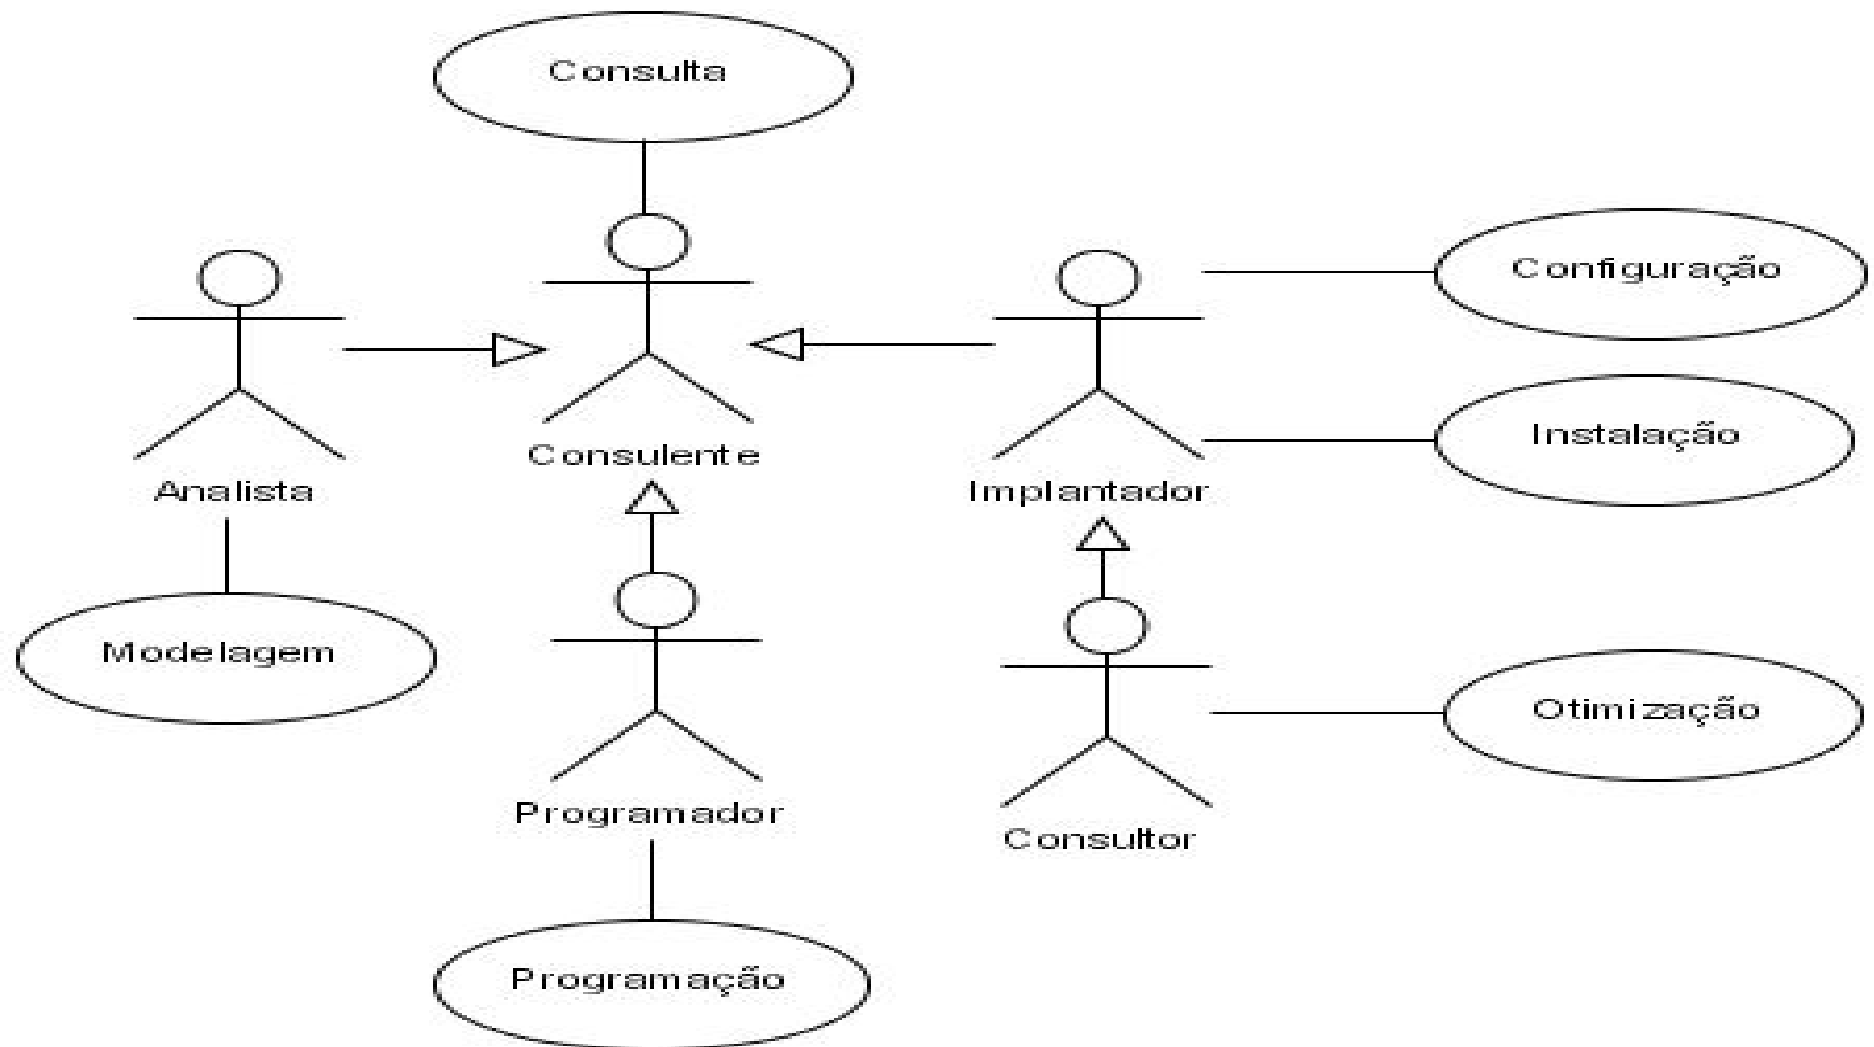 Consulta
Configuração
Consulente
Instalação
Analista
Implantador
Modelagem
Otimização
Programador
Consultor
Programação